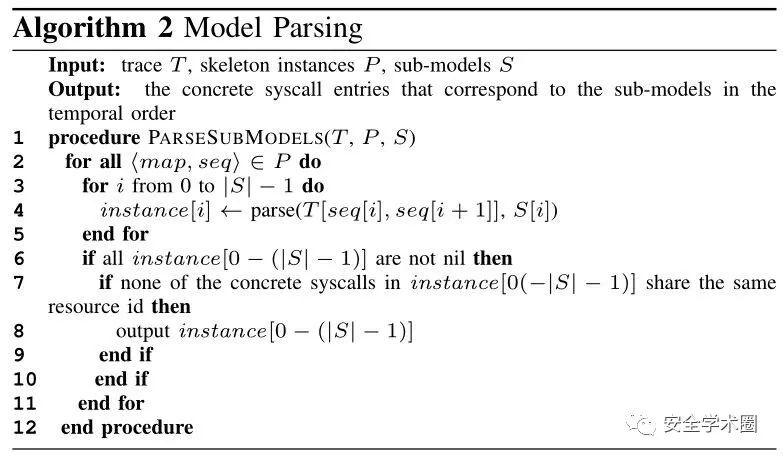 Algorithm 2 Model Parsing
Input: trace T, skeleton instances P, sub-models S
Output: the concrete syscall entries that correspond to the sub-models in the
temporal order
1 procedure PARSESUBMODELS(T, P, S)
2 for all ⟨map, seq⟩ ∈ P do
3 for i from 0 to |S| − 1 do
4 instance[i] ← parse(T[seq[i], seq[i + 1]], S[i])
5 end for
6 if all instance[0 − (|S| − 1)] are not nil then
7 if none of the concrete syscalls in instance[0(−|S| − 1)] share the same
resource id then
8 output instance[0 − (|S| − 1)]
9 end if
10 end if
11 end for
12 end procedure
安全学术圈